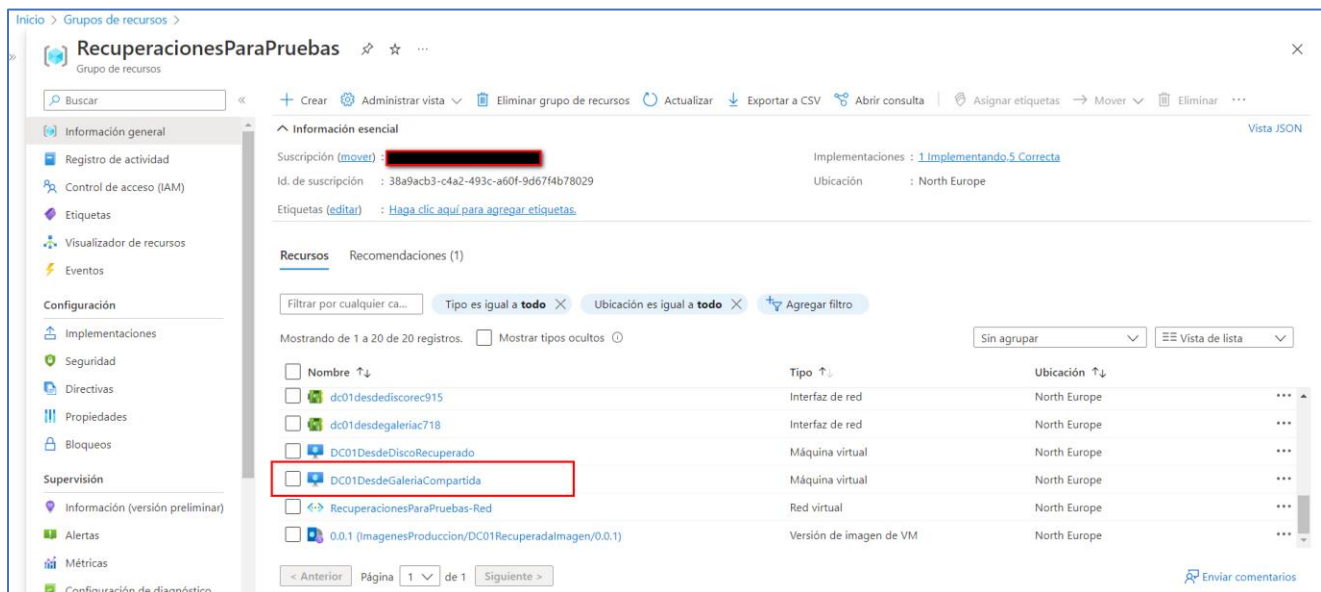 Inicio > Grupos de recursos >
RecuperacionesParaPruebas
Grupo de recursos
Buscar
Crear Administrar vista Eliminar grupo de recursos Actualizar Exportar a CSV Abrir consulta Asignar etiquetas Mover Eliminar ...
Información general
Información esencial
Vista JSON
Registro de actividad
Suscripción (mover) :
Implementaciones : 1 Implementando,5 Correcta
Control de acceso (IAM)
Id. de suscripción : 38a9acb3-c4a2-493c-a60f-9d67f4b78029
Ubicación : North Europe
Etiquetas
Etiquetas (editar) : Haga clic aquí para agregar etiquetas.
Visualizador de recursos
Eventos
Recursos Recomendaciones (1)
Configuración
Filtrar por cualquier ca... Tipo es igual a todo Ubicación es igual a todo Agregar filtro
Implementaciones
Mostrando de 1 a 20 de 20 registros. Mostrar tipos ocultos
Sin agrupar Vista de lista
Seguridad
Nombre Tipo Ubicación
Directivas
dc01desdediscorec915 Interfaz de red North Europe ...
Propiedades
dc01desdegaleriac718 Interfaz de red North Europe ...
Bloqueos
DC01DesdeDiscoRecuperado Máquina virtual North Europe ...
Supervisión
DC01DesdeGaleriaCompartida Máquina virtual North Europe ...
Información (versión preliminar)
RecuperacionesParaPruebas-Red Red virtual North Europe ...
Alertas
0.0.1 (ImagenesProduccion/DC01RecuperadaImagen/0.0.1) Versión de imagen de VM North Europe ...
Métricas
< Anterior Página 1 de 1 Siguiente >
Enviar comentarios
Configuración de diagnóstico